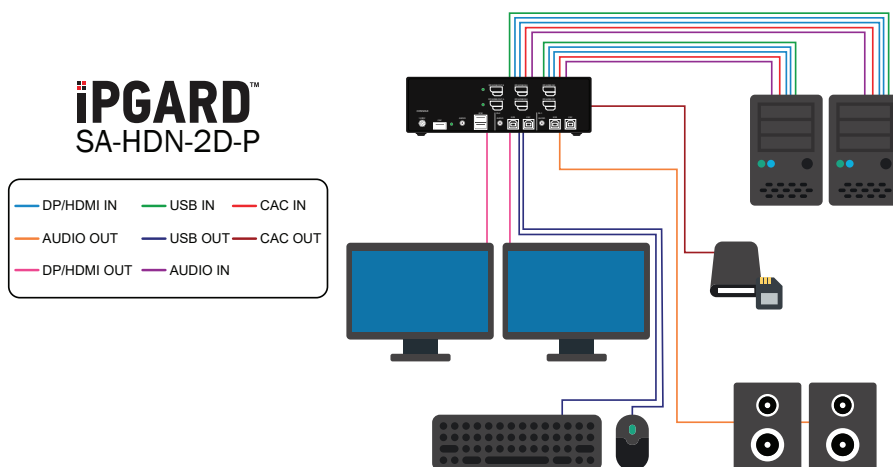 iPGARD™
SA-HDN-2D-P
DP/HDMI IN
USB IN
CAC IN
AUDIO OUT
USB OUT
CAC OUT
DP/HDMI OUT
AUDIO IN